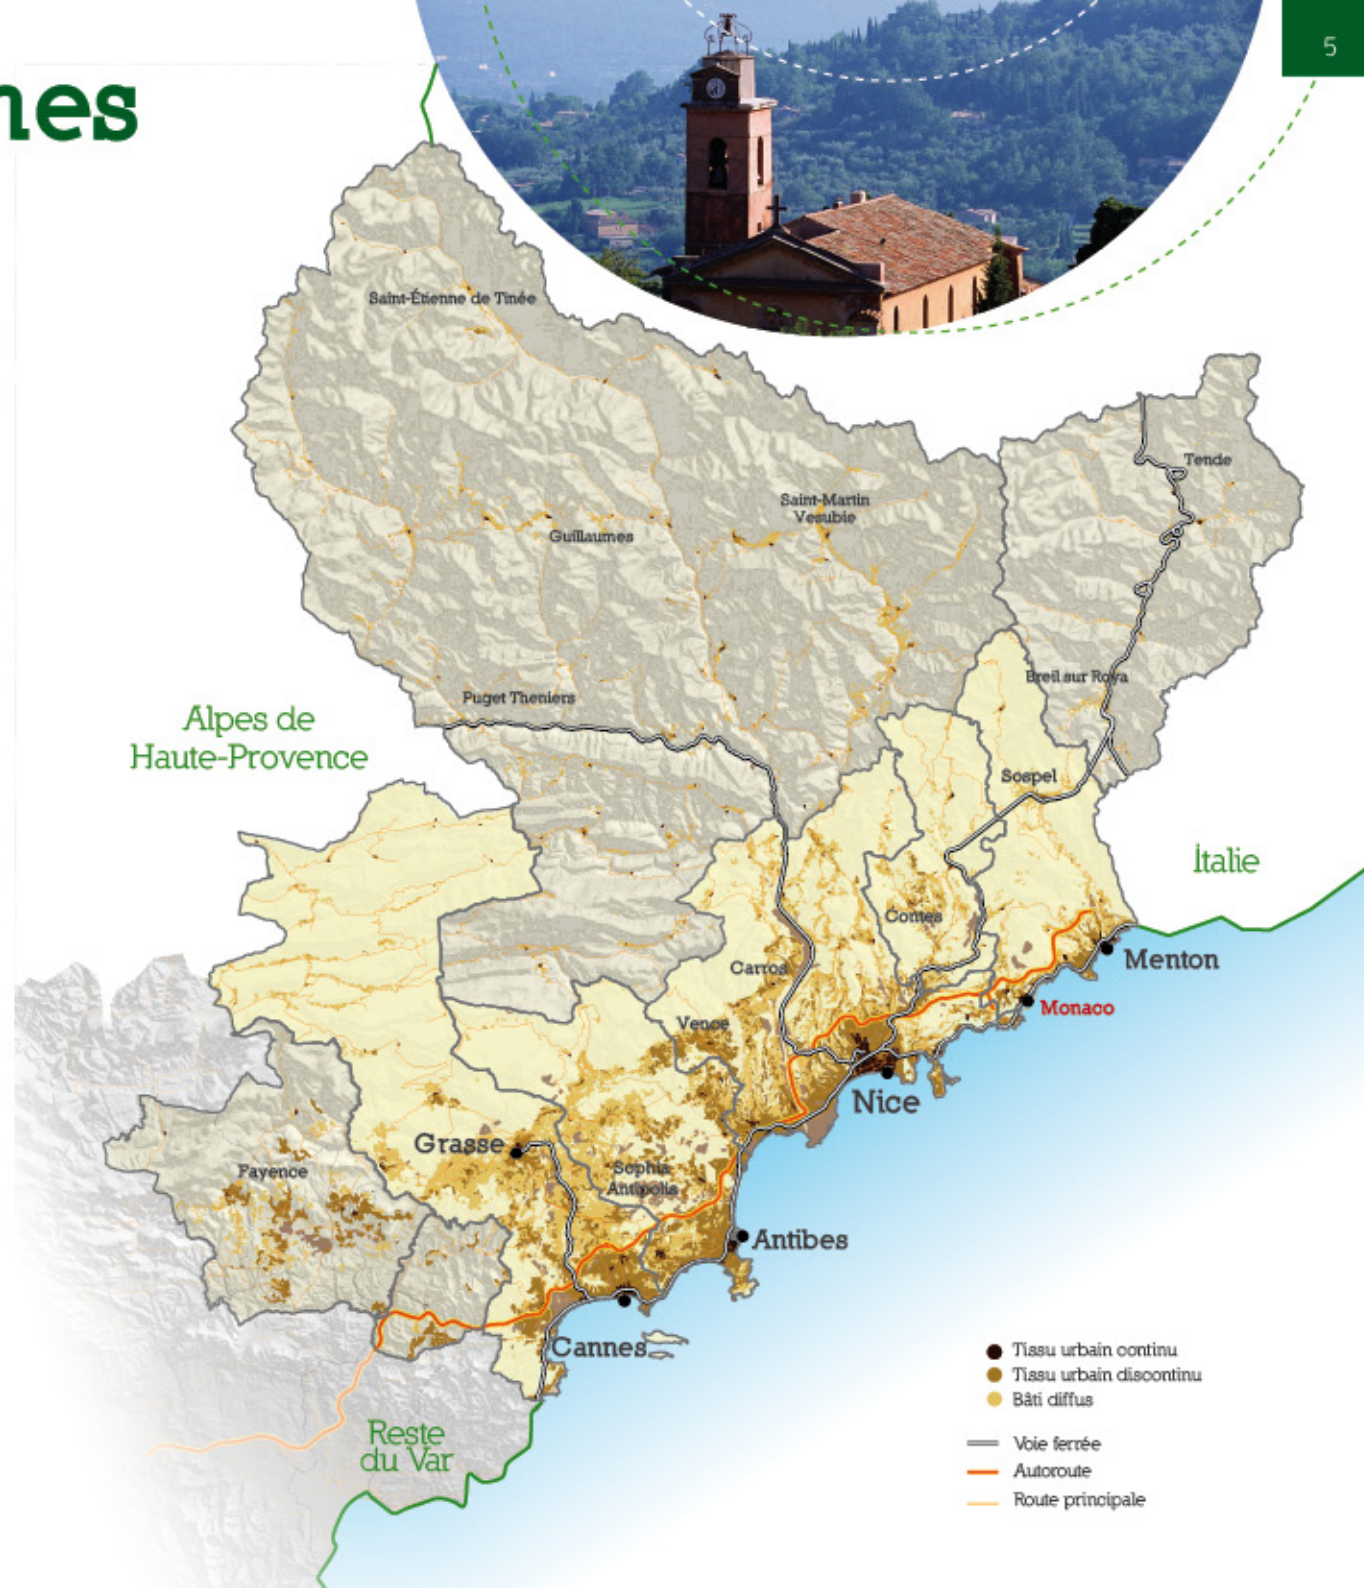 5
nes
Saint-Étienne de Tinée
Tende
Saint-Martin
Vesubie
Guillaumes
Breil sur Roya
Puget Theniers
Alpes de
Haute-Provence
Sospel
Italie
Contes
Menton
Carros
Monaco
Vence
Nice
Grasse
Fayence
Sophia
Antipolis
Antibes
Cannes
Tissu urbain continu
Tissu urbain discontinu
Bâti diffus
Reste
du Var
Voie ferrée
Autoroute
Route principale